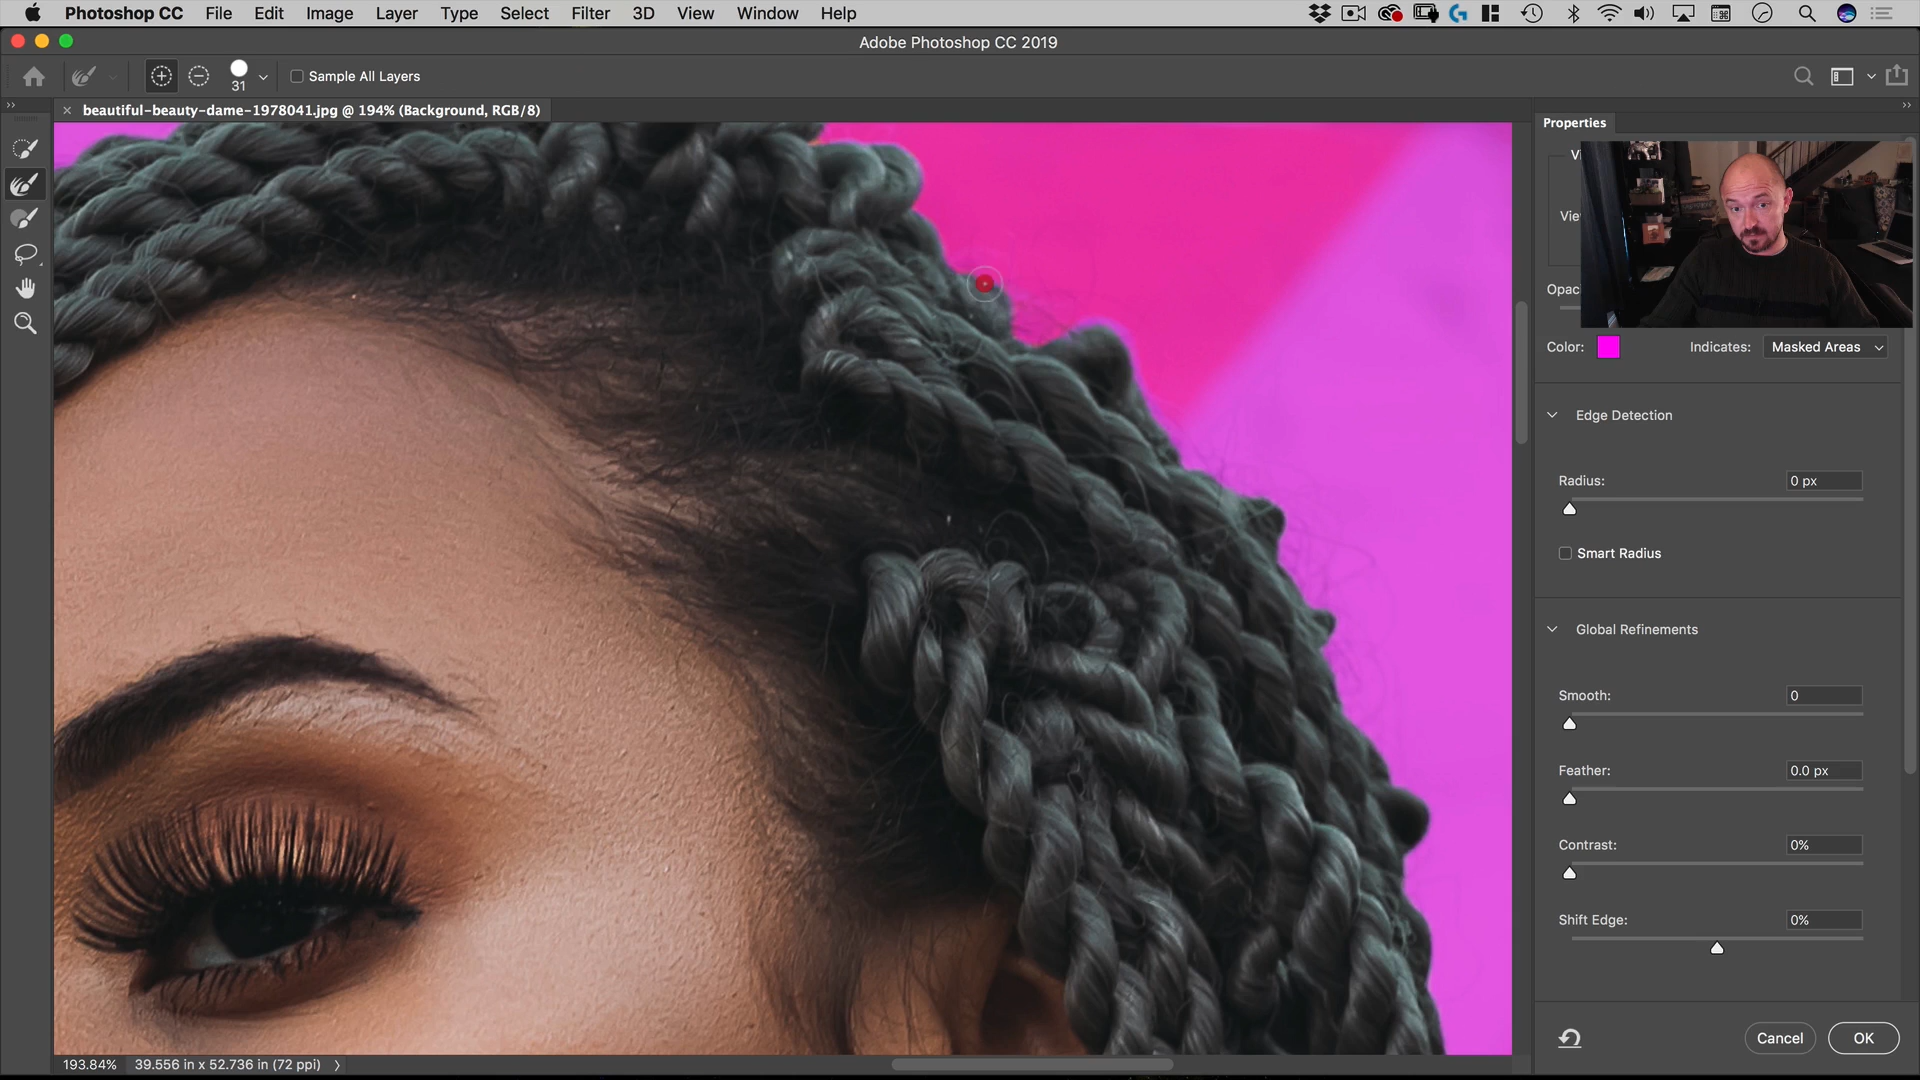 Photoshop CC File Edit Image Layer Type Select Filter 3D View Window Help
Adobe Photoshop CC 2019
31 Sample All Layers
beautiful-beauty-dame-1978041.jpg @ 194% (Background, RGB/8)
Properties
Opac
Color: Indicates: Masked Areas
Edge Detection
Radius: 0 px
Smart Radius
Global Refinements
Smooth: 0
Feather: 0.0 px
Contrast: 0%
Shift Edge: 0%
Cancel OK
193.84% 39.556 in x 52.736 in (72 ppi)